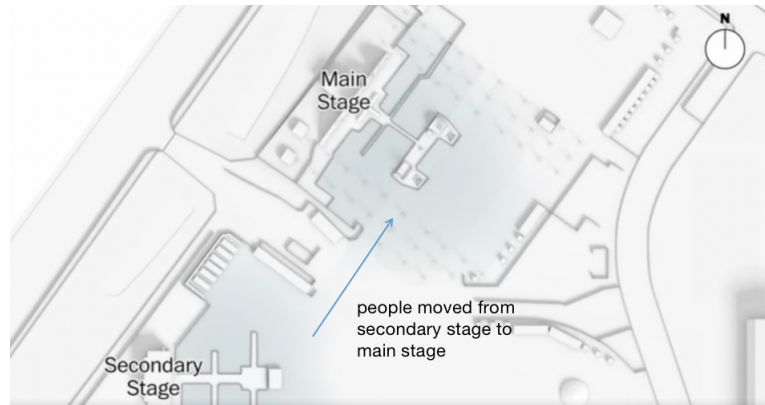 N
Main
Stage
people moved from
secondary stage to
main stage
Secondary
Stage